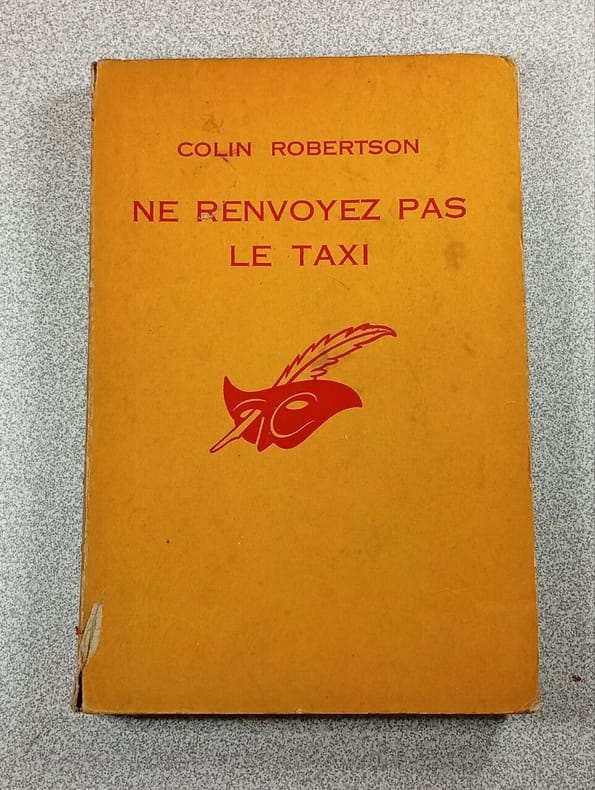 COLIN ROBERTSON
NE RENVOYEZ PAS
LE TAXI